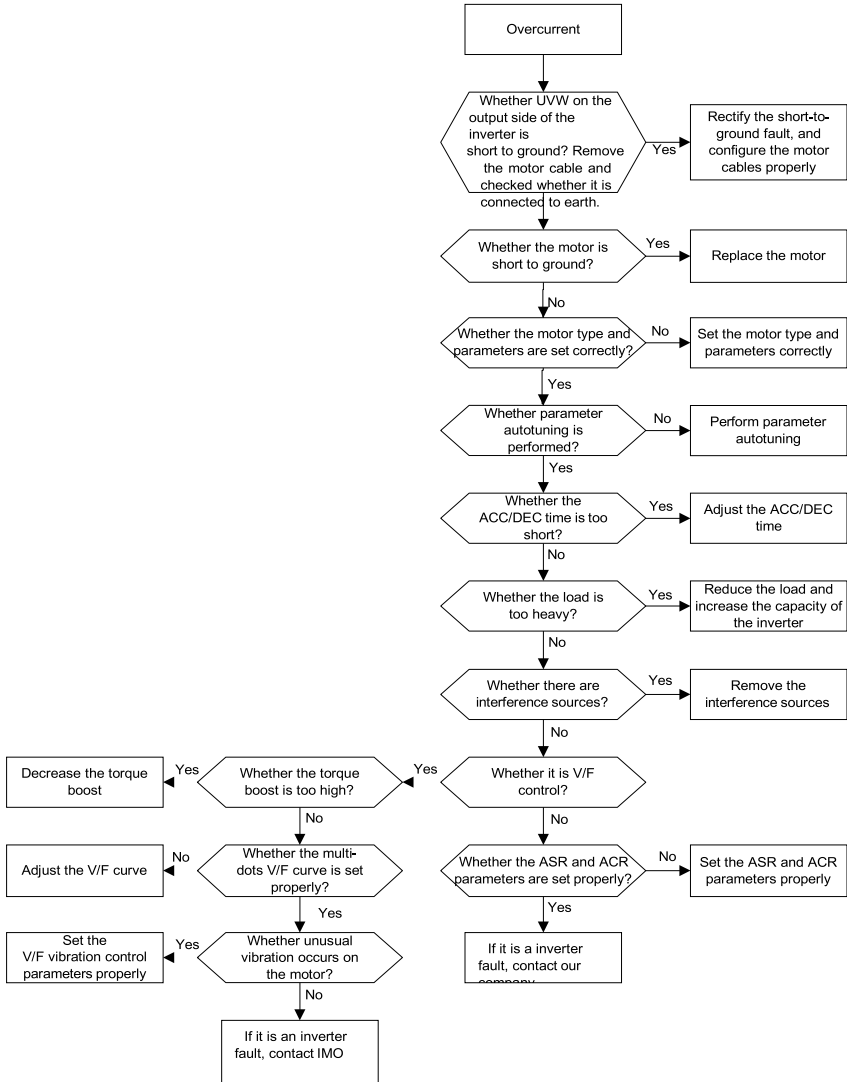 Overcurrent
Whether UVW on the
output side of the
inverter is
short to ground? Remove
the motor cable and
checked whether it is
connected to earth.
Yes
Rectify the short-to-
ground fault, and
configure the motor
cables properly
Whether the motor is
short to ground?
Yes
Replace the motor
No
Whether the motor type and
parameters are set correctly?
No
Set the motor type and
parameters correctly
Yes
Whether parameter
autotuning is
performed?
No
Perform parameter
autotuning
Yes
Whether the
ACC/DEC time is too
short?
Yes
Adjust the ACC/DEC
time
No
Whether the load is
too heavy?
Yes
Reduce the load and
increase the capacity of
the inverter
No
Whether there are
interference sources?
Yes
Remove the
interference sources
No
Decrease the torque
boost
Yes
Whether the torque
boost is too high?
Yes
Whether it is V/F
control?
No
No
Adjust the V/F curve
No
Whether the multi-
dots V/F curve is set
properly?
Whether the ASR and ACR
parameters are set properly?
No
Set the ASR and ACR
parameters properly
Yes
Yes
Set the
V/F vibration control
parameters properly
Yes
Whether unusual
vibration occurs on
the motor?
If it is a inverter
fault, contact our
company
No
If it is an inverter
fault, contact IMO